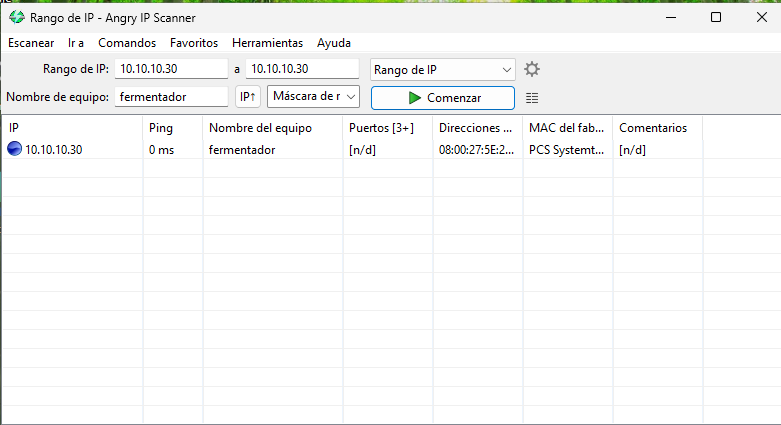 Rango de IP - Angry IP Scanner
Escanear Ir a Comandos Favoritos Herramientas Ayuda
Rango de IP: 10.10.10.30 a 10.10.10.30 Rango de IP
Nombre de equipo: fermentador IP↑ Máscara de r Comenzar
IP Ping Nombre del equipo Puertos [3+] Direcciones ... MAC del fab... Comentarios
10.10.10.30 0 ms fermentador [n/d] 08:00:27:5E:2... PCS Systemt... [n/d]